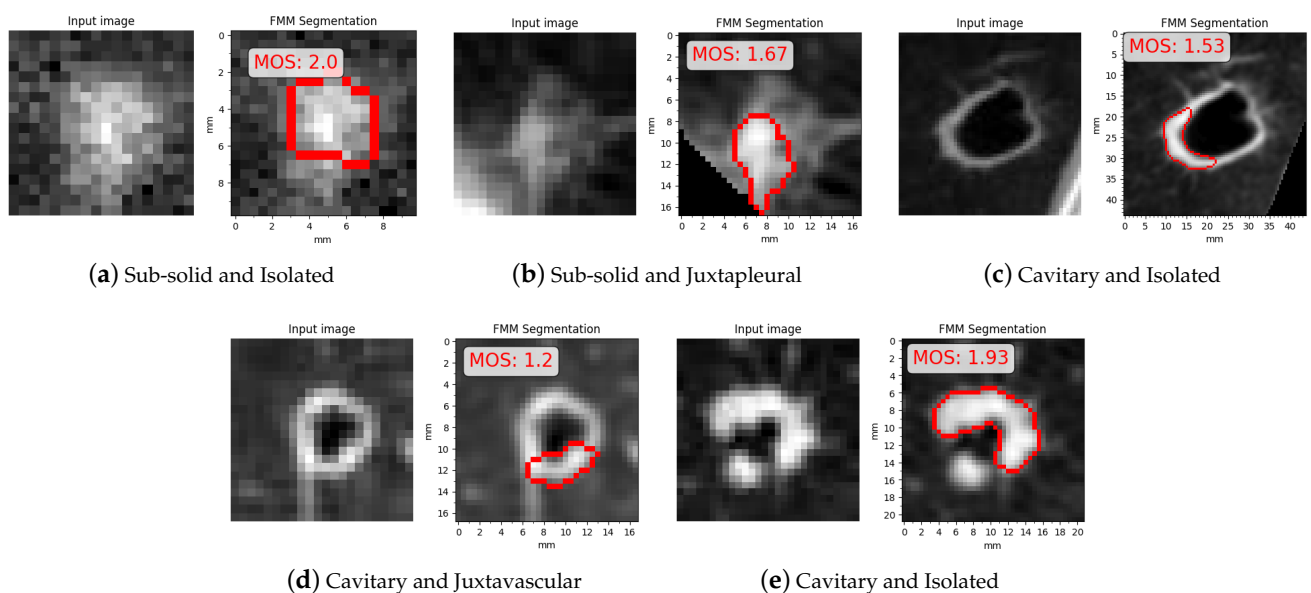 Input image
FMM Segmentation
MOS: 2.0
0
2
4
6
8
mm
0 2 4 6 8
mm
(a) Sub-solid and Isolated
Input image
FMM Segmentation
MOS: 1.67
0
2
4
6
8
10
12
14
16
mm
0 2 4 6 8 10 12 14 16
mm
(b) Sub-solid and Juxtapleural
Input image
FMM Segmentation
MOS: 1.53
0
5
10
15
20
25
30
35
40
mm
0 5 10 15 20 25 30 35 40
mm
(c) Cavitary and Isolated
Input image
FMM Segmentation
MOS: 1.2
0
2
4
6
8
10
12
14
16
mm
0 2 4 6 8 10 12 14 16
mm
(d) Cavitary and Juxtavascular
Input image
FMM Segmentation
MOS: 1.93
0
2
4
6
8
10
12
14
16
18
20
mm
0 2 4 6 8 10 12 14 16 18 20
mm
(e) Cavitary and Isolated